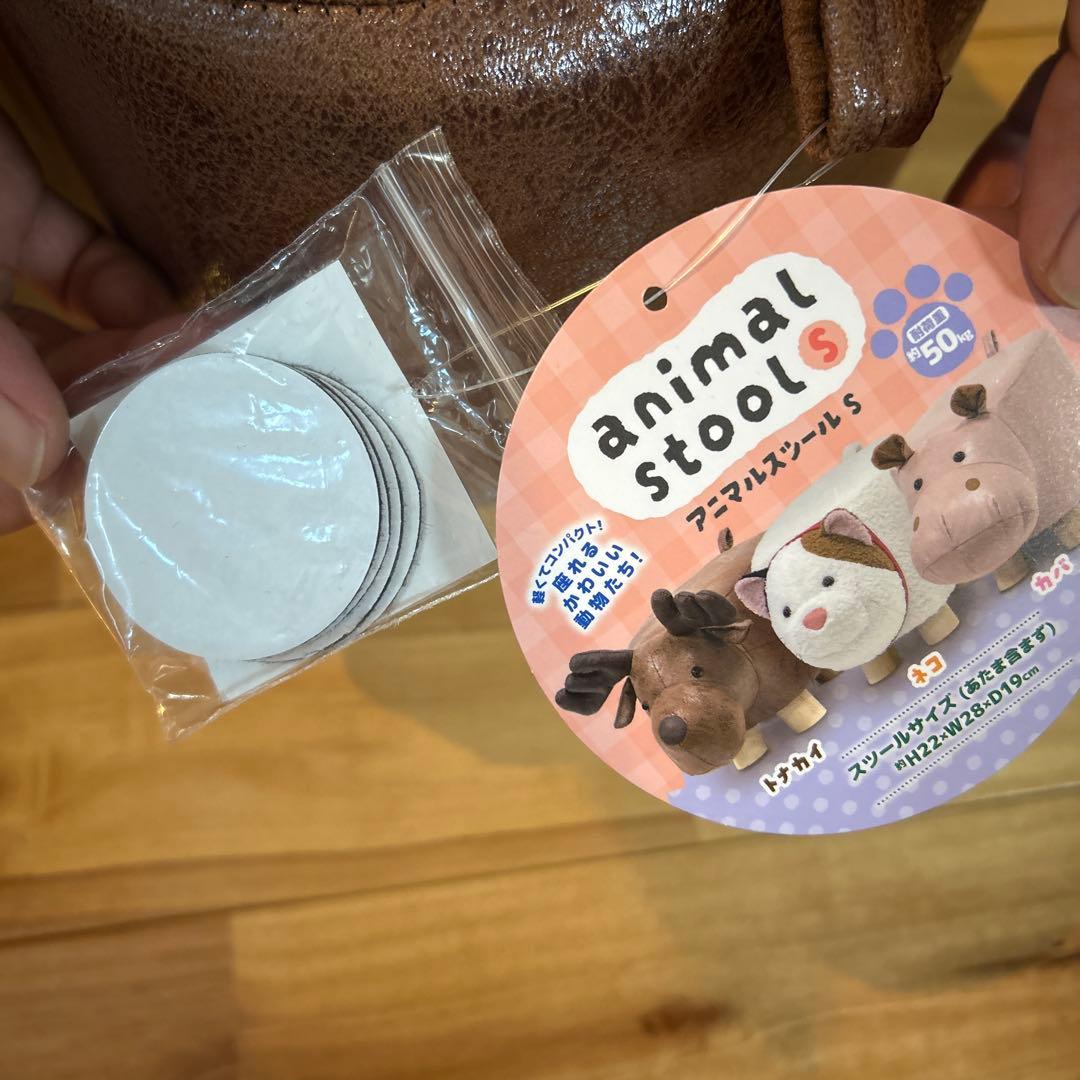 animal
stool S
アニマルスツール S
耐荷重
約50kg
軽くてコンパクト!
座れる
かわいい
動物たち!
カバ
ネコ
トナカイ
スツールサイズ (あたま含まず)
約H22×W28×D19cm